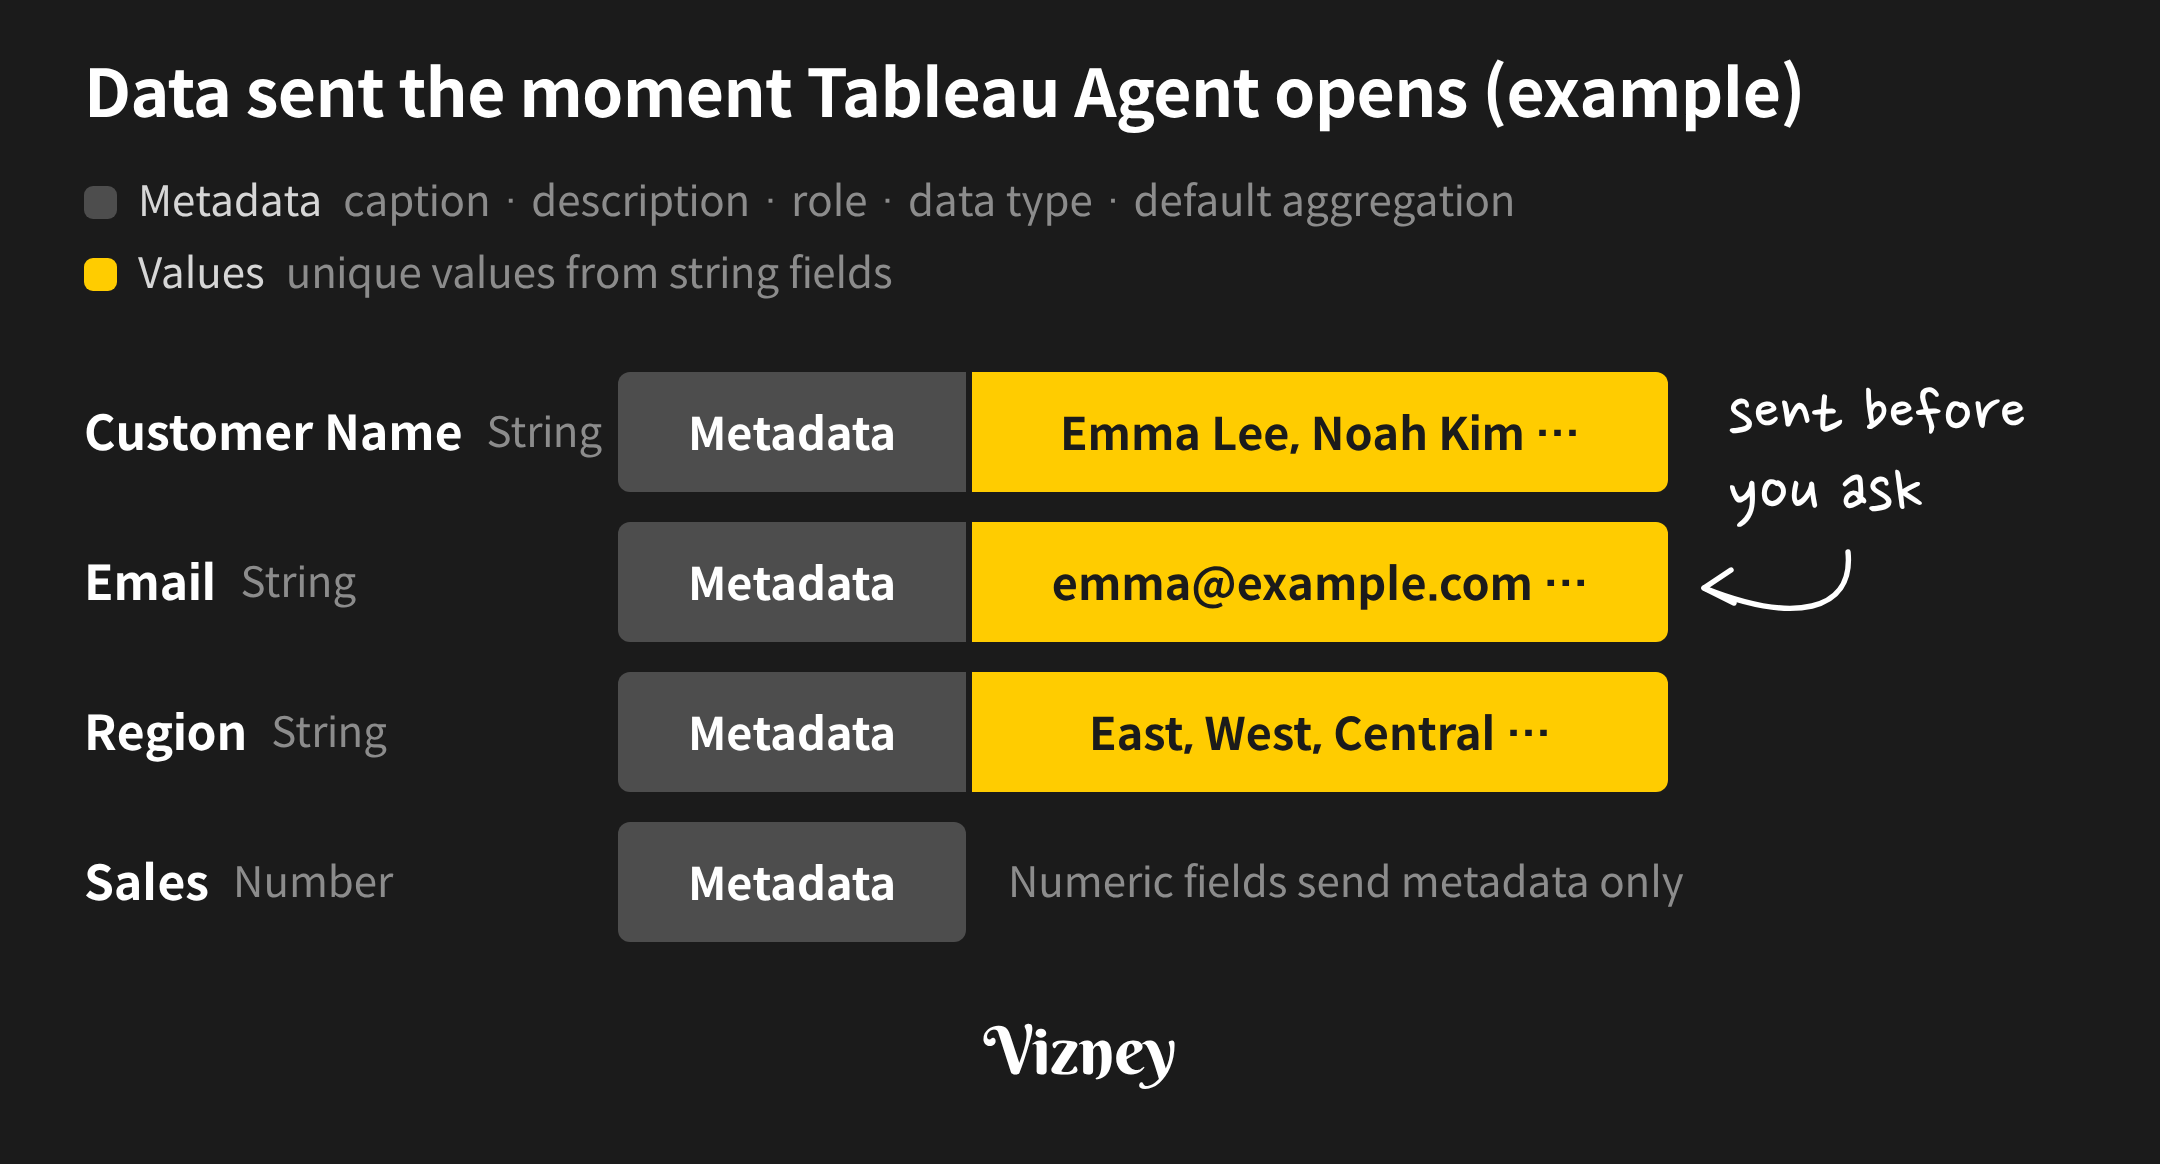 Data sent the moment Tableau Agent opens (example)
Metadata caption · description · role · data type · default aggregation
Values unique values from string fields
Customer Name String Metadata Emma Lee, Noah Kim ···
sent before
you ask
Email String Metadata emma@example.com ···
Region String Metadata East, West, Central ···
Sales Number Metadata Numeric fields send metadata only
Vizney